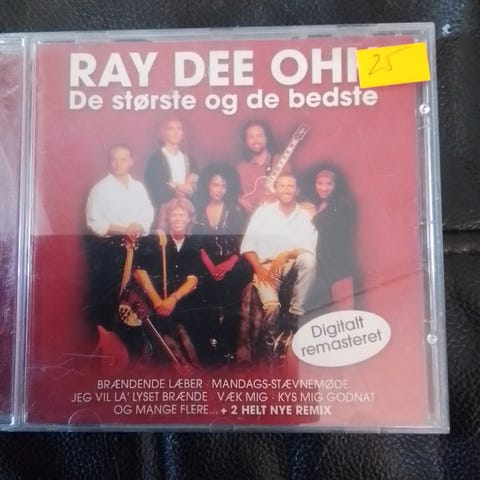 RAY DEE OHH
25
De største og de bedste
Digitalt
remasteret
BRÆNDENDE LÆBER · MANDAGS-STÆVNEMØDE
JEG VIL LA' LYSET BRÆNDE · VÆK MIG · KYS MIG GODNAT
OG MANGE FLERE... + 2 HELT NYE REMIX